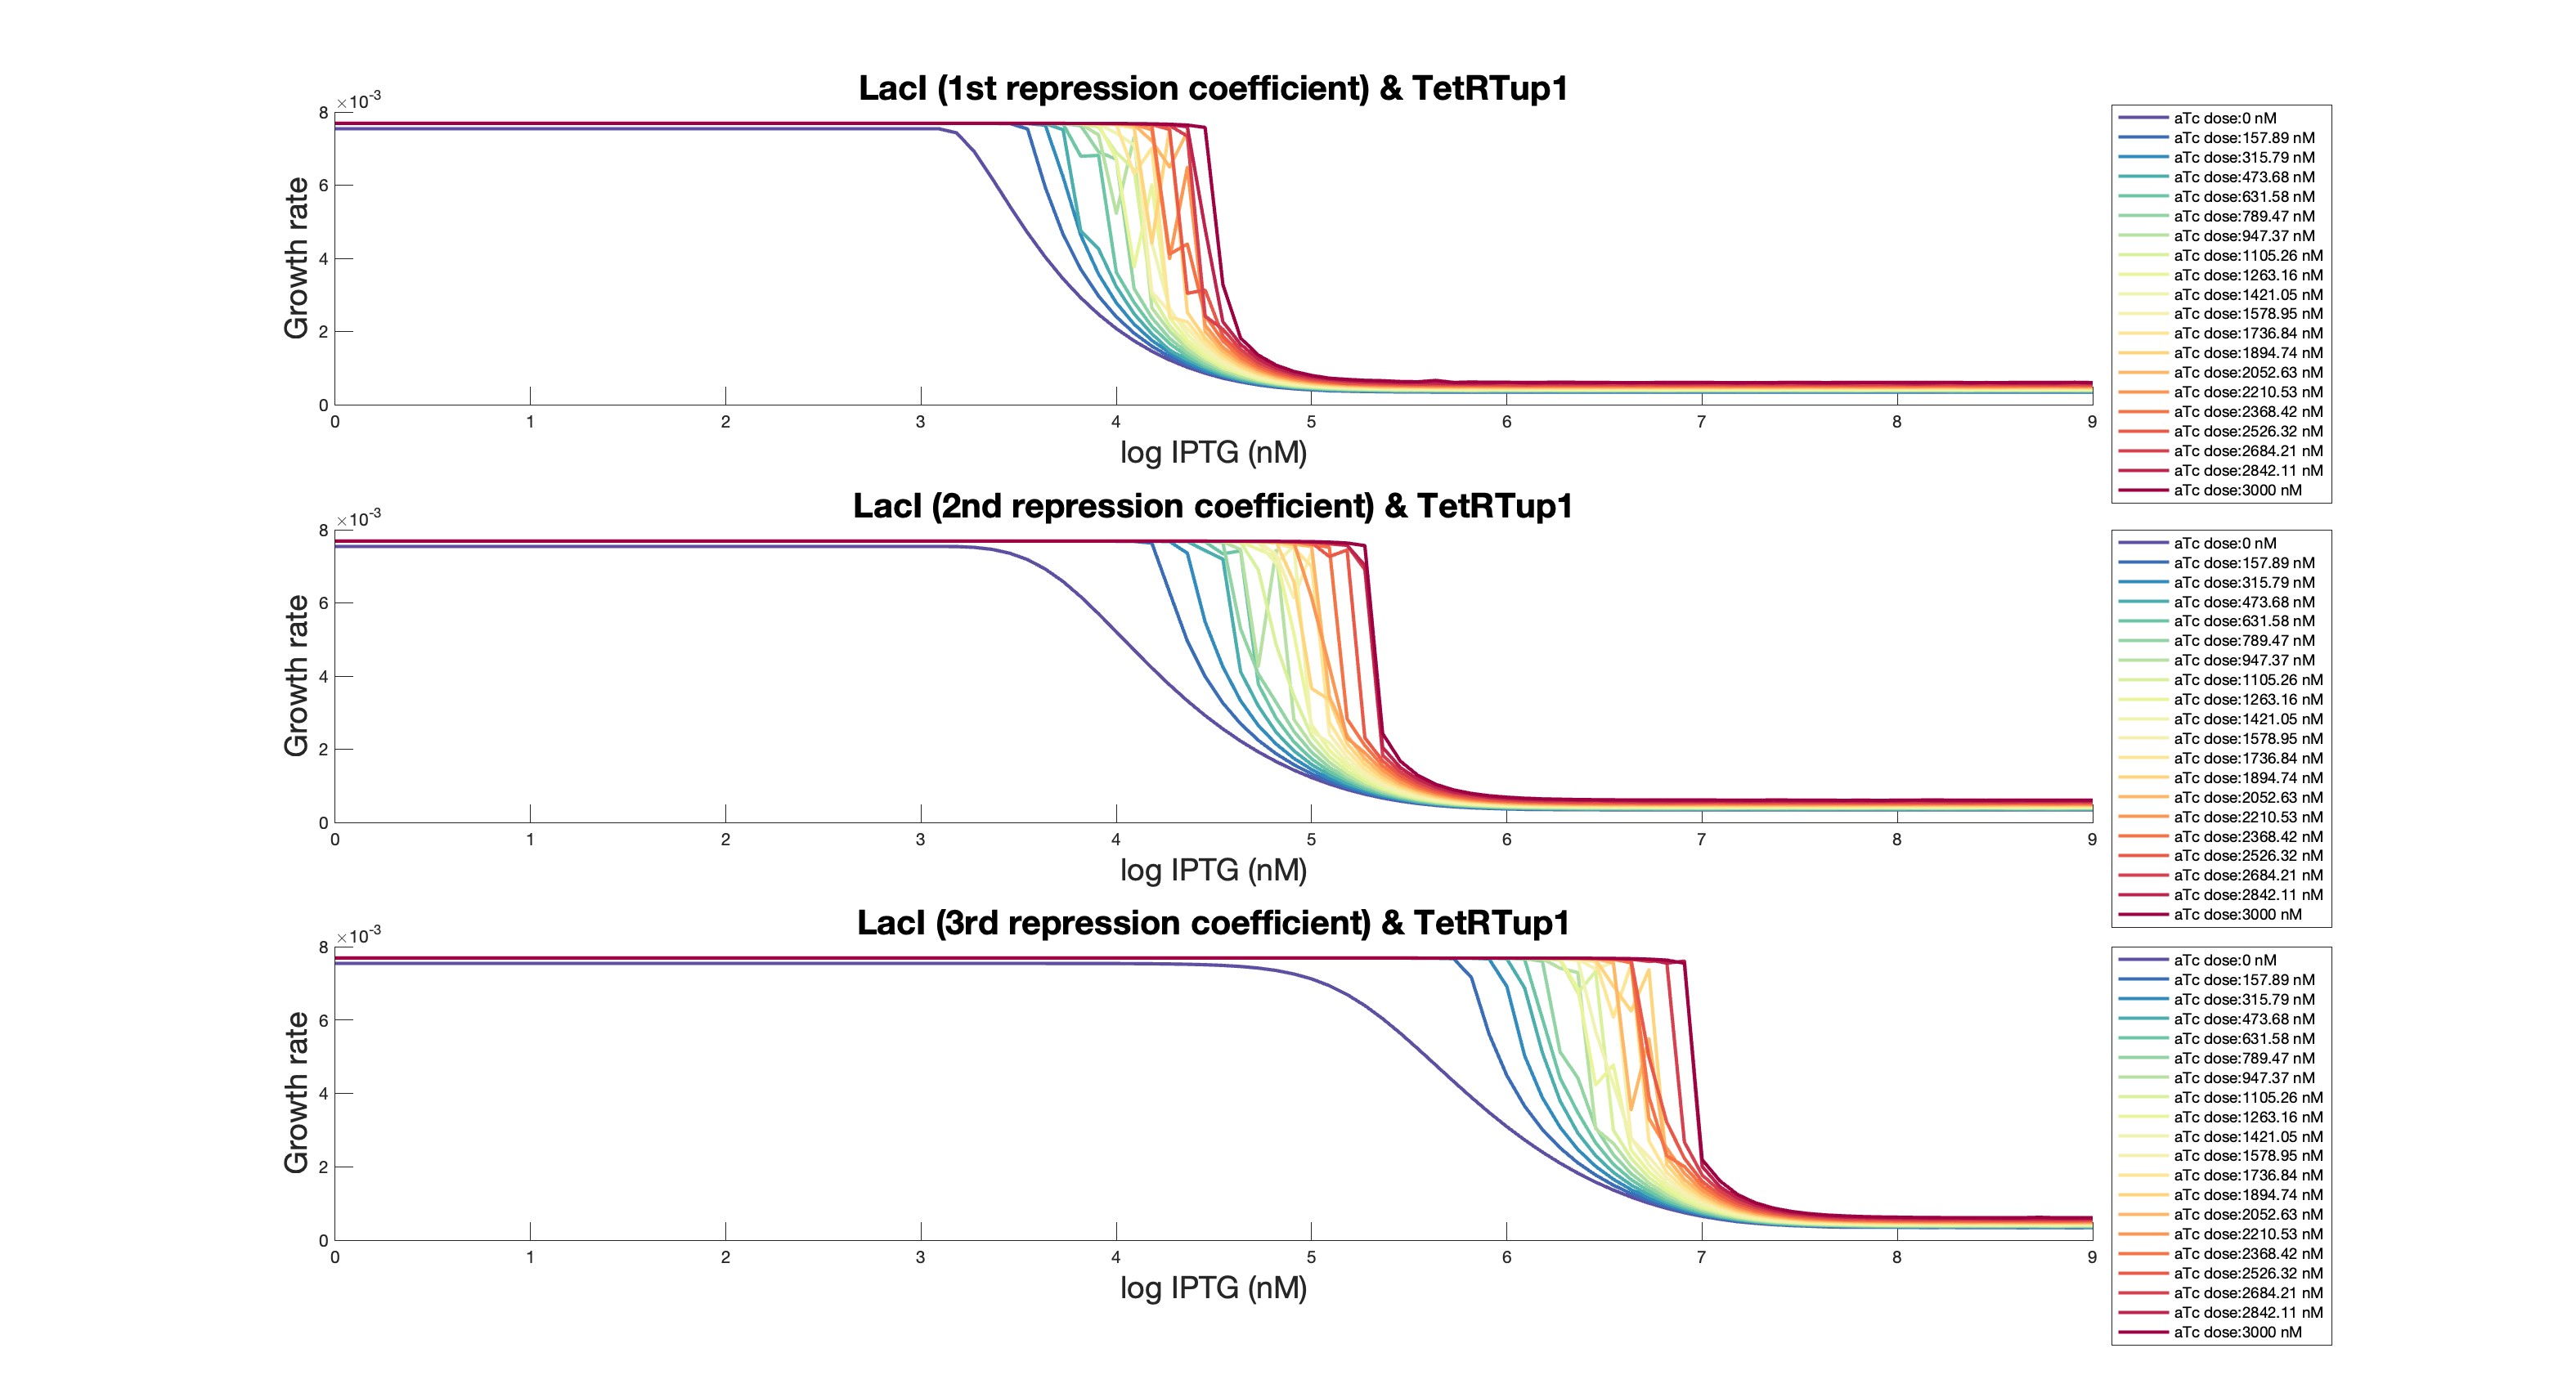 LacI (1st repression coefficient) & TetRTup1
×10-3
8
6
4
2
0
Growth rate
0 1 2 3 4 5 6 7 8 9
log IPTG (nM)
aTc dose:0 nM
aTc dose:157.89 nM
aTc dose:315.79 nM
aTc dose:473.68 nM
aTc dose:631.58 nM
aTc dose:789.47 nM
aTc dose:947.37 nM
aTc dose:1105.26 nM
aTc dose:1263.16 nM
aTc dose:1421.05 nM
aTc dose:1578.95 nM
aTc dose:1736.84 nM
aTc dose:1894.74 nM
aTc dose:2052.63 nM
aTc dose:2210.53 nM
aTc dose:2368.42 nM
aTc dose:2526.32 nM
aTc dose:2684.21 nM
aTc dose:2842.11 nM
aTc dose:3000 nM
LacI (2nd repression coefficient) & TetRTup1
×10-3
8
6
4
2
0
Growth rate
0 1 2 3 4 5 6 7 8 9
log IPTG (nM)
aTc dose:0 nM
aTc dose:157.89 nM
aTc dose:315.79 nM
aTc dose:473.68 nM
aTc dose:631.58 nM
aTc dose:789.47 nM
aTc dose:947.37 nM
aTc dose:1105.26 nM
aTc dose:1263.16 nM
aTc dose:1421.05 nM
aTc dose:1578.95 nM
aTc dose:1736.84 nM
aTc dose:1894.74 nM
aTc dose:2052.63 nM
aTc dose:2210.53 nM
aTc dose:2368.42 nM
aTc dose:2526.32 nM
aTc dose:2684.21 nM
aTc dose:2842.11 nM
aTc dose:3000 nM
LacI (3rd repression coefficient) & TetRTup1
×10-3
8
6
4
2
0
Growth rate
0 1 2 3 4 5 6 7 8 9
log IPTG (nM)
aTc dose:0 nM
aTc dose:157.89 nM
aTc dose:315.79 nM
aTc dose:473.68 nM
aTc dose:631.58 nM
aTc dose:789.47 nM
aTc dose:947.37 nM
aTc dose:1105.26 nM
aTc dose:1263.16 nM
aTc dose:1421.05 nM
aTc dose:1578.95 nM
aTc dose:1736.84 nM
aTc dose:1894.74 nM
aTc dose:2052.63 nM
aTc dose:2210.53 nM
aTc dose:2368.42 nM
aTc dose:2526.32 nM
aTc dose:2684.21 nM
aTc dose:2842.11 nM
aTc dose:3000 nM